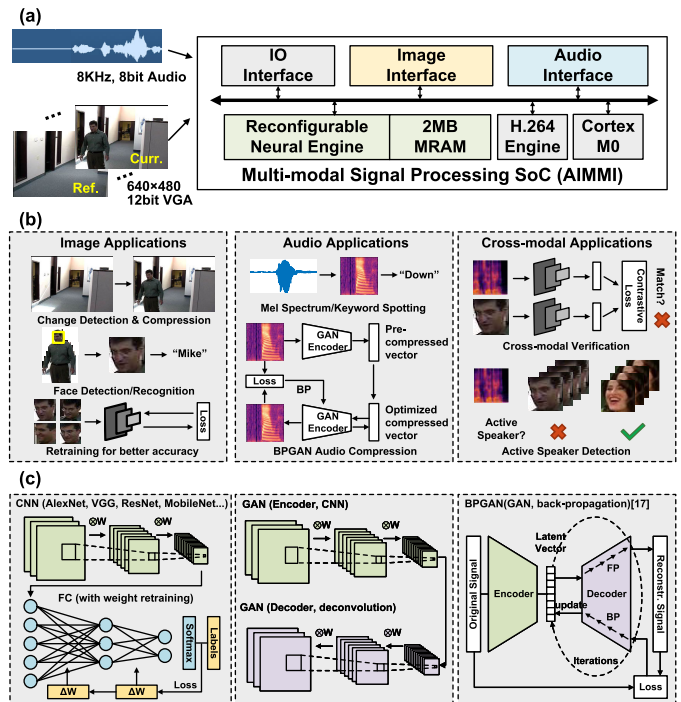 (a)
8KHz, 8bit Audio
Curr.
Ref.
640×480
12bit VGA
IO
Interface
Image
Interface
Audio
Interface
Reconfigurable
Neural Engine
2MB
MRAM
H.264
Engine
Cortex
M0
Multi-modal Signal Processing SoC (AIMMI)
(b)
Image Applications
Change Detection & Compression
“Mike”
Face Detection/Recognition
Loss
Retraining for better accuracy
Audio Applications
“Down”
Mel Spectrum/Keyword Spotting
GAN
Encoder
Pre-
compressed
vector
Loss
BP
GAN
Encoder
Optimized
compressed
vector
BPGAN Audio Compression
Cross-modal Applications
Contrastive
Loss
Match?
Cross-modal Verification
Active
Speaker?
Active Speaker Detection
(c)
CNN (AlexNet, VGG, ResNet, MobileNet...)
⊗W
⊗W
FC (with weight retraining)
Softmax
Labels
Loss
ΔW
ΔW
GAN (Encoder, CNN)
⊗W
⊗W
GAN (Decoder, deconvolution)
⊗W
⊗W
BPGAN(GAN, back-propagation)[17]
Latent
Vector
Original Signal
Encoder
FP
Decoder
update
BP
Reconstr. Signal
Iterations
Loss